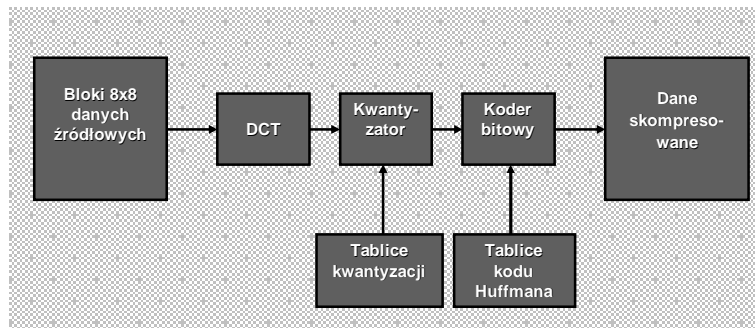 Bloki 8x8
danych
źródłowych
DCT
Kwanty-
zator
Koder
bitowy
Dane
skompreso-
wane
Tablice
kwantyzacji
Tablice
kodu
Huffmana